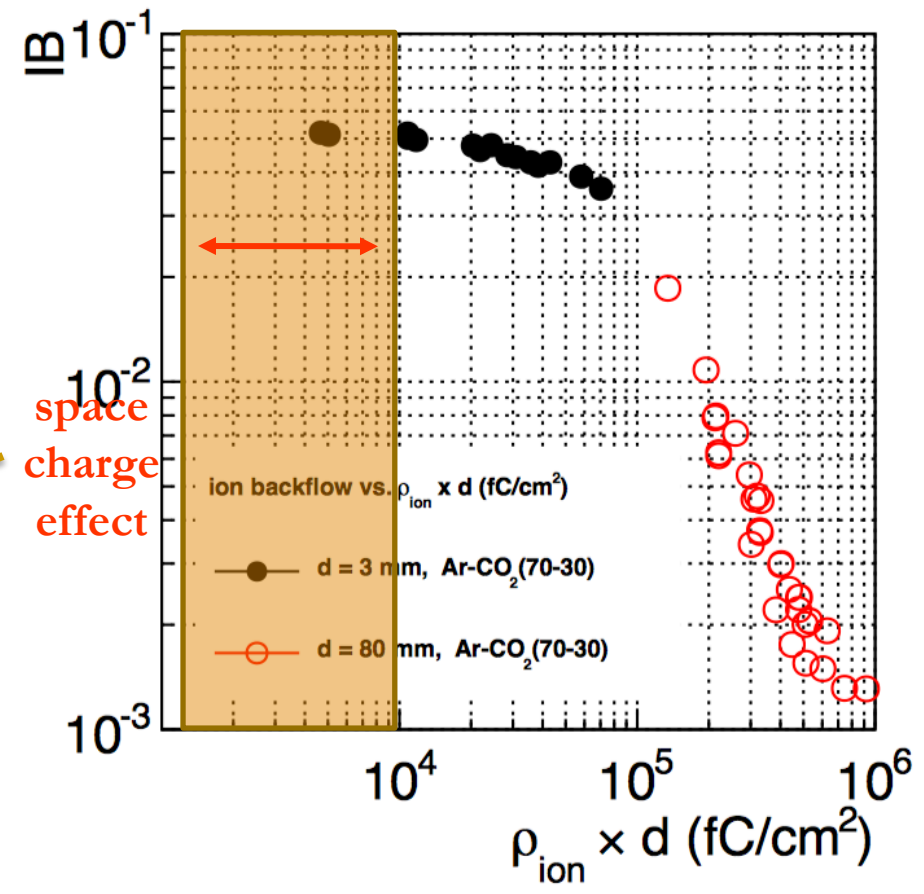 IB
10⁻¹
10⁻²
space
charge
effect
ion backflow vs. ρ_ion x d (fC/cm²)
d = 3 mm, Ar-CO₂(70-30)
d = 80 mm, Ar-CO₂(70-30)
10⁻³
10⁴ 10⁵ 10⁶
ρ_ion × d (fC/cm²)